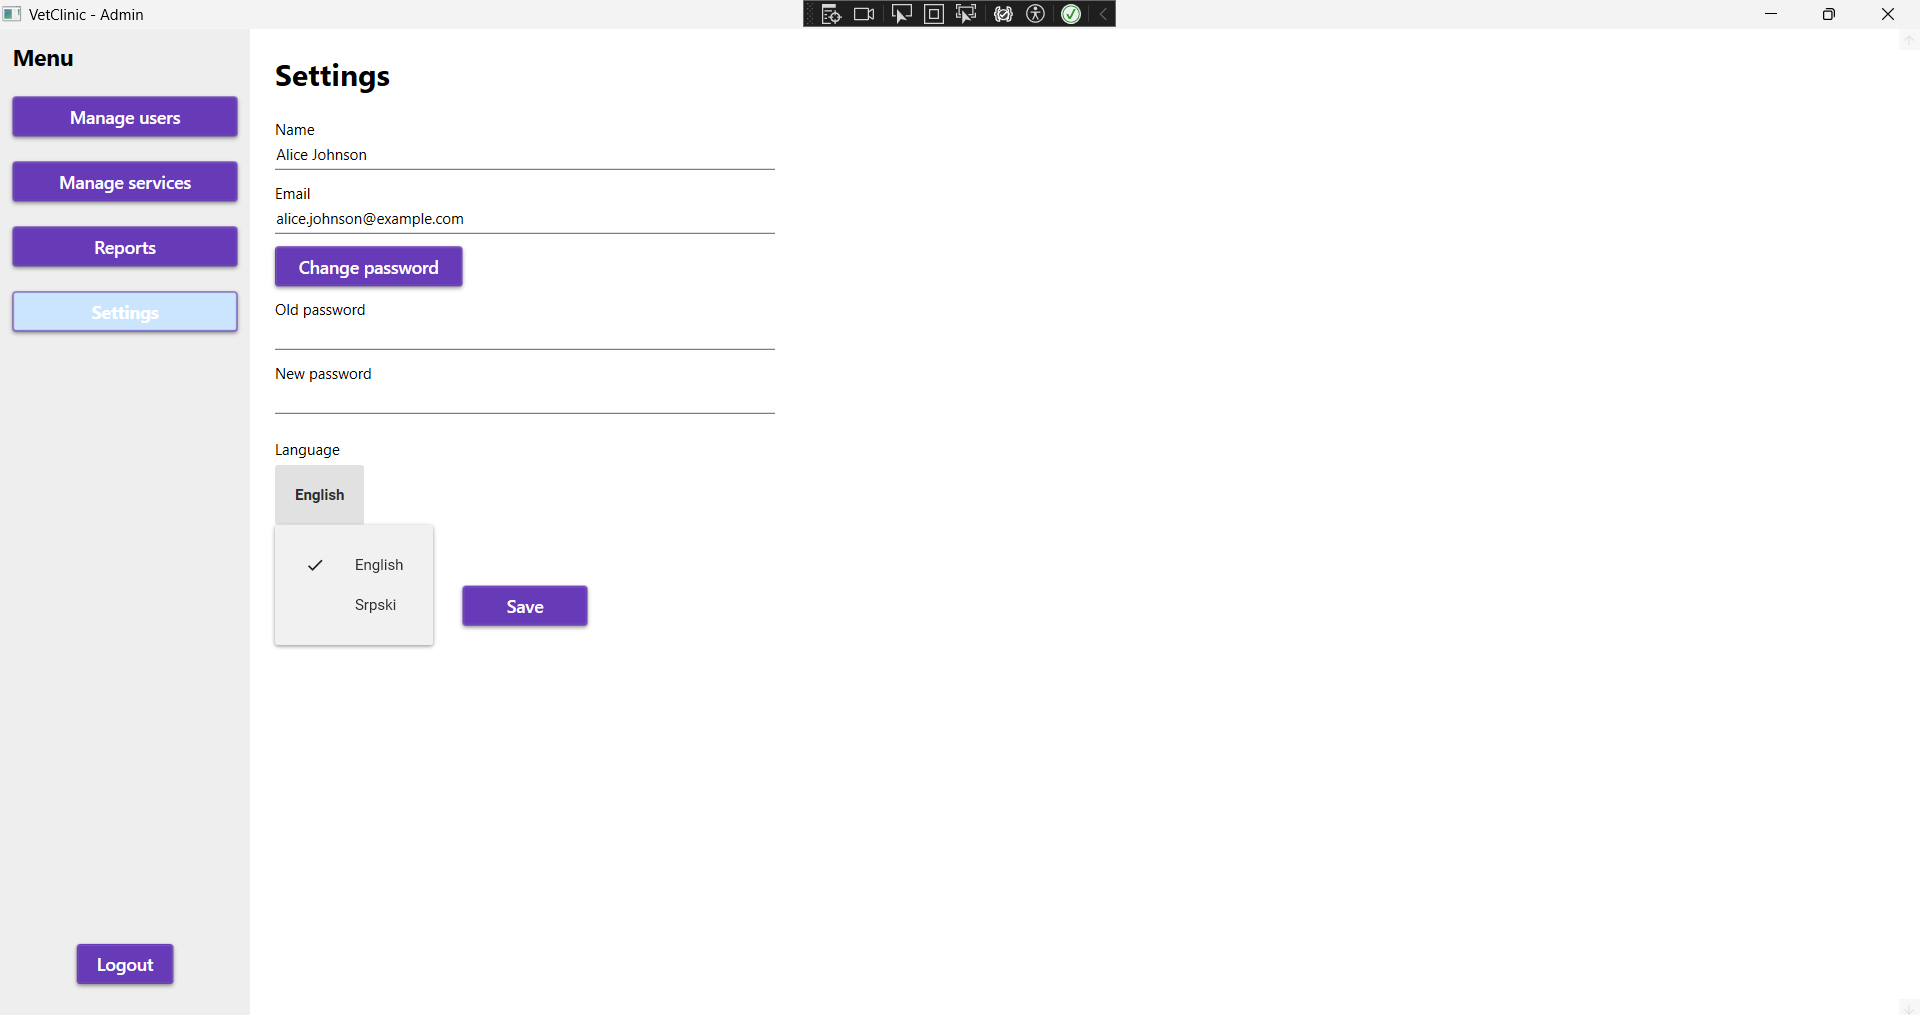 VetClinic - Admin
Menu
Manage users
Manage services
Reports
Settings
Logout
Settings
Name
Alice Johnson
Email
alice.johnson@example.com
Change password
Old password
New password
Language
English
English
Srpski
Save